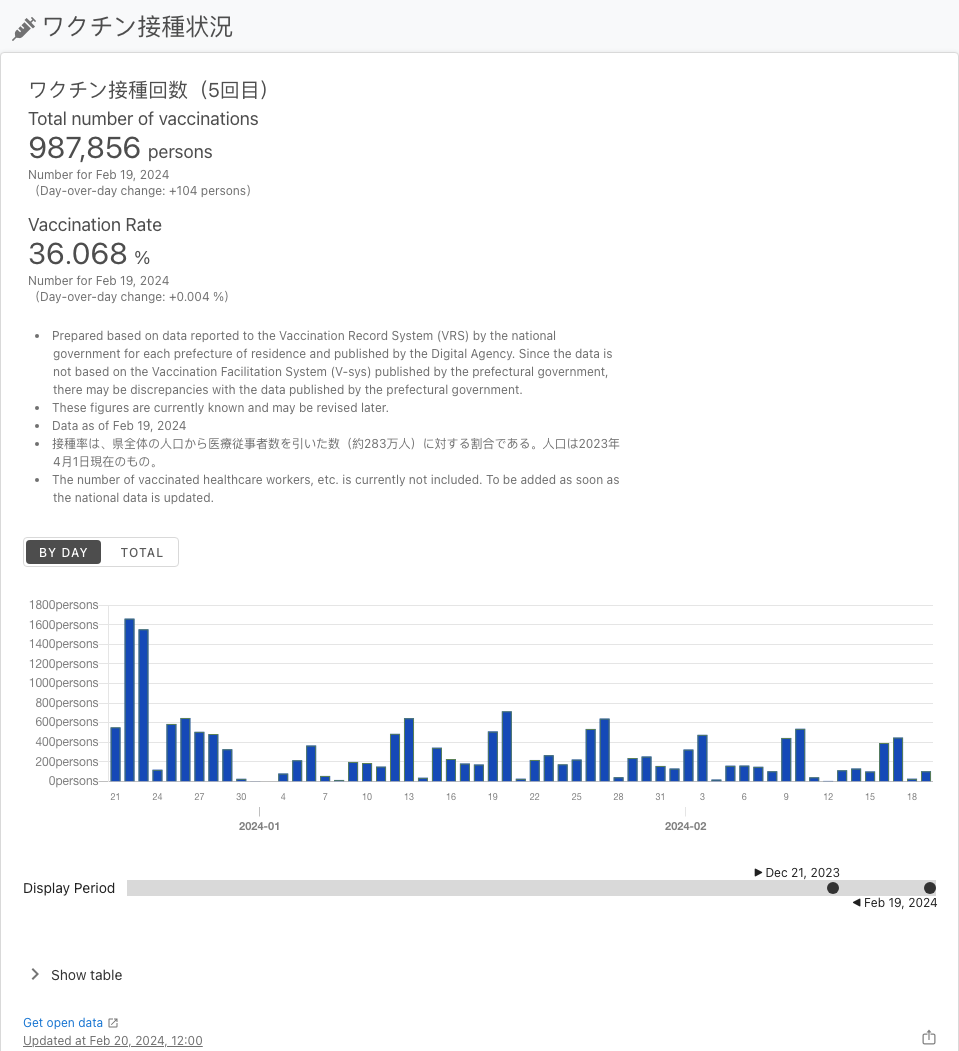 ワクチン接種状況
ワクチン接種回数（5回目）
Total number of vaccinations
987,856 persons
Number for Feb 19, 2024
（Day-over-day change: +104 persons）
Vaccination Rate
36.068 %
Number for Feb 19, 2024
（Day-over-day change: +0.004 %）
• Prepared based on data reported to the Vaccination Record System (VRS) by the national
government for each prefecture of residence and published by the Digital Agency. Since the data is
not based on the Vaccination Facilitation System (V-sys) published by the prefectural government,
there may be discrepancies with the data published by the prefectural government.
• These figures are currently known and may be revised later.
• Data as of Feb 19, 2024
• 接種率は、県全体の人口から医療従事者数を引いた数（約283万人）に対する割合である。人口は2023年
4月1日現在のもの。
• The number of vaccinated healthcare workers, etc. is currently not included. To be added as soon as
the national data is updated.
BY DAY TOTAL
1800persons
1600persons
1400persons
1200persons
1000persons
800persons
600persons
400persons
200persons
0persons
21 24 27 30 4 7 10 13 16 19 22 25 28 31 3 6 9 12 15 18
2024-01 2024-02
▶ Dec 21, 2023
Display Period
◀ Feb 19, 2024
Show table
Get open data
Updated at Feb 20, 2024, 12:00